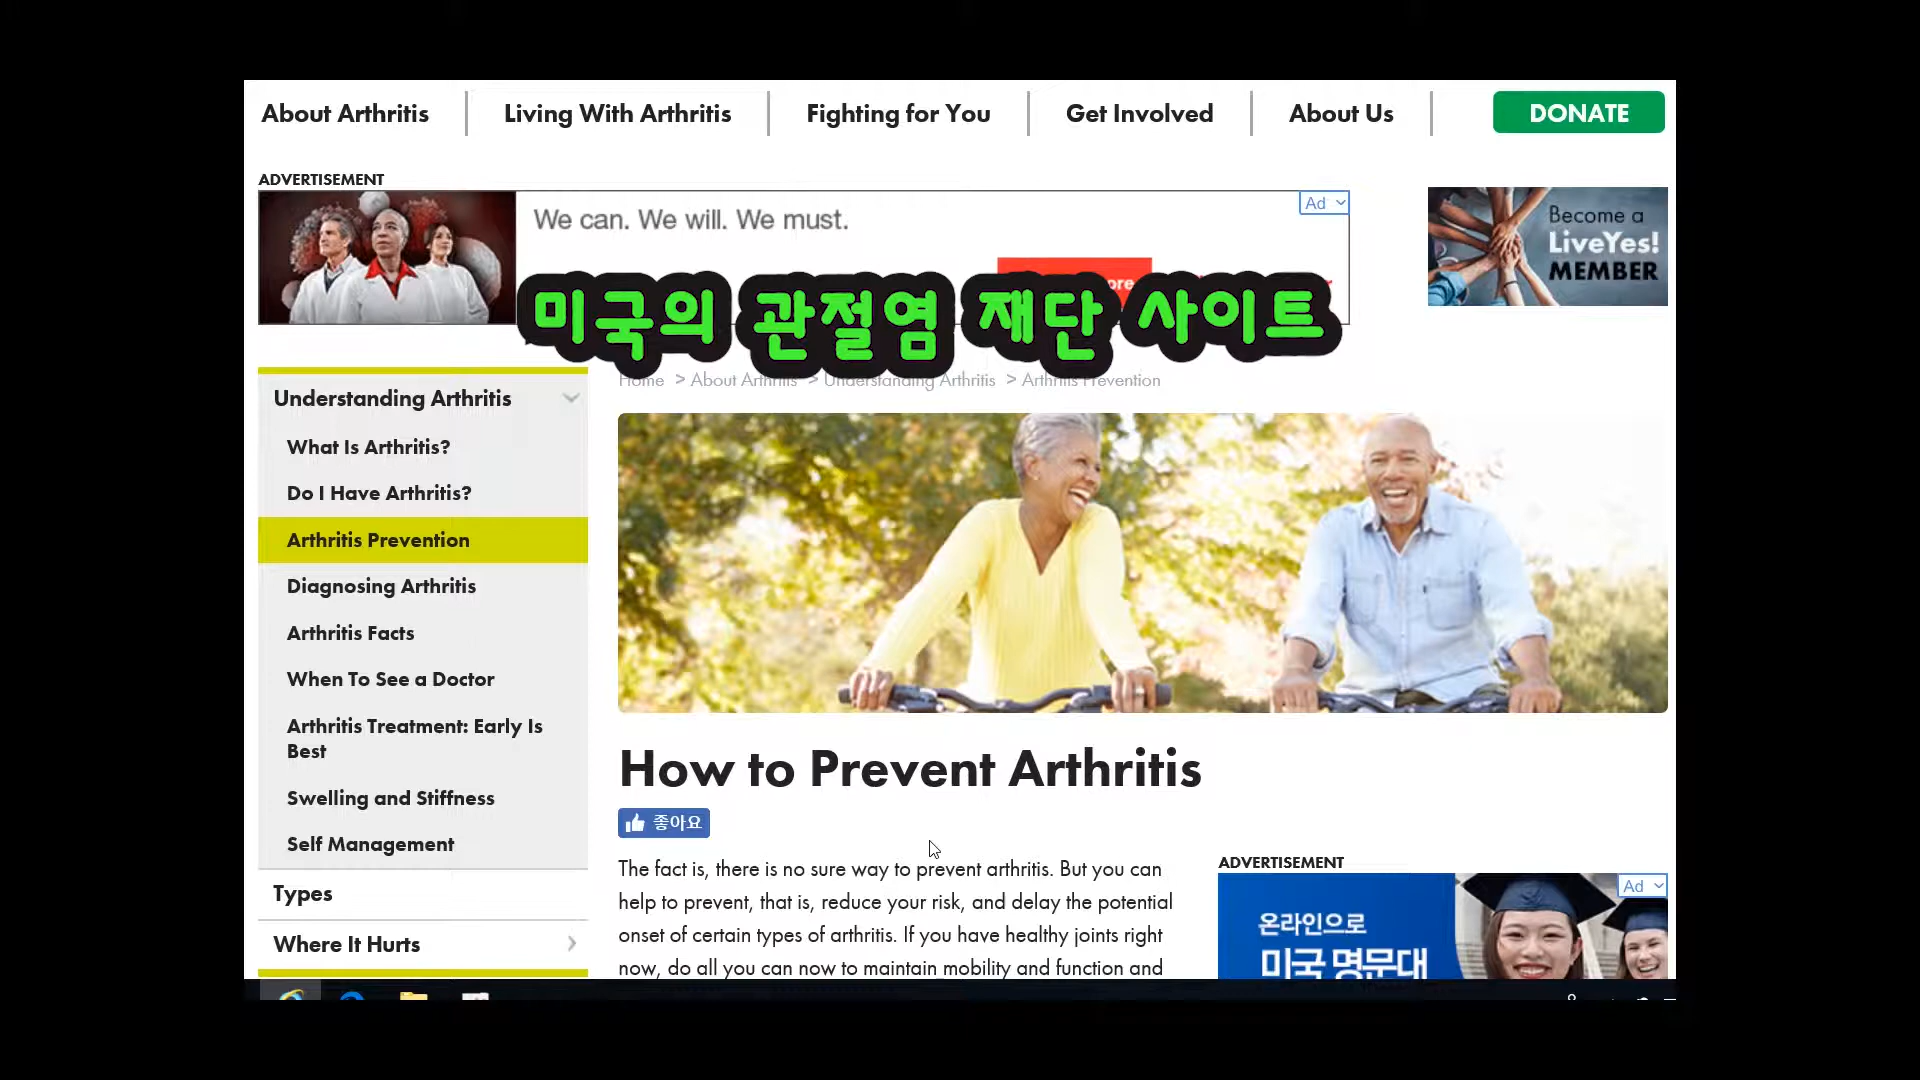 About Arthritis
Living With Arthritis
Fighting for You
Get Involved
About Us
DONATE
ADVERTISEMENT
We can. We will. We must.
Ad
Become a
LiveYes!
MEMBER
미국의 관절염 재단 사이트
Home > About Arthritis > Understanding Arthritis > Arthritis Prevention
Understanding Arthritis
What Is Arthritis?
Do I Have Arthritis?
Arthritis Prevention
Diagnosing Arthritis
Arthritis Facts
When To See a Doctor
Arthritis Treatment: Early Is
Best
Swelling and Stiffness
Self Management
Types
Where It Hurts
How to Prevent Arthritis
좋아요
The fact is, there is no sure way to prevent arthritis. But you can
help to prevent, that is, reduce your risk, and delay the potential
onset of certain types of arthritis. If you have healthy joints right
now, do all you can now to maintain mobility and function and
ADVERTISEMENT
Ad
온라인으로
미국 명문대